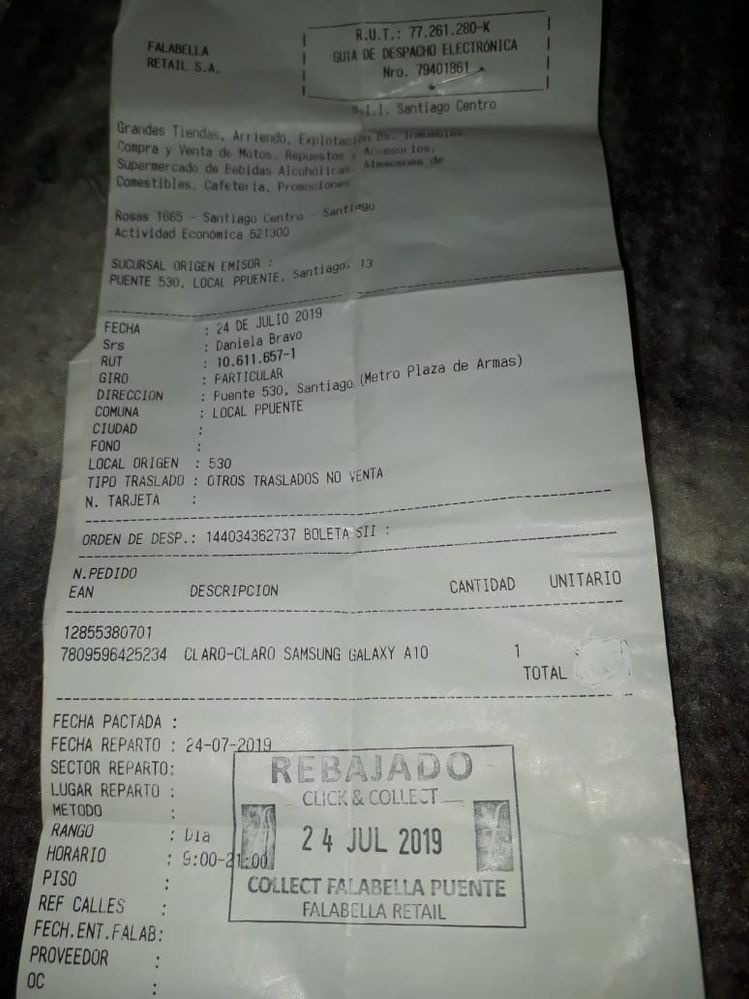 FALABELLA
RETAIL S.A.
R.U.T.: 77.261.280-K
GUIA DE DESPACHO ELECTRÓNICA
Nro. 79401861
S.I.I. Santiago Centro
Grandes Tiendas, Arriendo, Explotación Bs. Inmuebles,
Compra y Venta de Motos, Repuestos y Accesorios,
Supermercado de Bebidas Alcohólicas, Almacenes de
Comestibles, Cafetería, Promociones
Rosas 1665 - Santiago Centro - Santiago
Actividad Económica 521300
SUCURSAL ORIGEN EMISOR :
PUENTE 530, LOCAL PPUENTE, Santiago, 13
FECHA : 24 DE JULIO 2019
Srs : Daniela Bravo
RUT : 10.611.657-1
GIRO : PARTICULAR
DIRECCION : Puente 530, Santiago (Metro Plaza de Armas)
COMUNA : LOCAL PPUENTE
CIUDAD :
FONO :
LOCAL ORIGEN : 530
TIPO TRASLADO : OTROS TRASLADOS NO VENTA
N. TARJETA :
ORDEN DE DESP.: 144034362737 BOLETA SII :
N.PEDIDO
EAN DESCRIPCION CANTIDAD UNITARIO
12855380701
7809596425234 CLARO-CLARO SAMSUNG GALAXY A10 1
TOTAL
FECHA PACTADA :
FECHA REPARTO : 24-07-2019
SECTOR REPARTO:
LUGAR REPARTO :
METODO :
RANGO : Dia
HORARIO : 9:00-21:00
PISO :
REF CALLES :
FECH.ENT.FALAB:
PROVEEDOR :
OC :
REBAJADO
CLICK & COLLECT
24 JUL 2019
COLLECT FALABELLA PUENTE
FALABELLA RETAIL